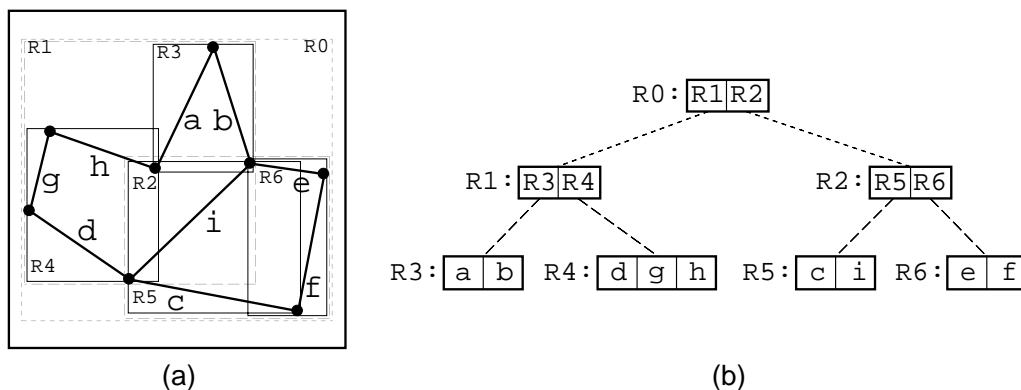 R1 R3 R0
a b
h R2 R6 e
g
d i
R4 R5 c f
(a)
R0: R1 R2
R1: R3 R4 R2: R5 R6
R3: a b R4: d g h R5: c i R6: e f
(b)